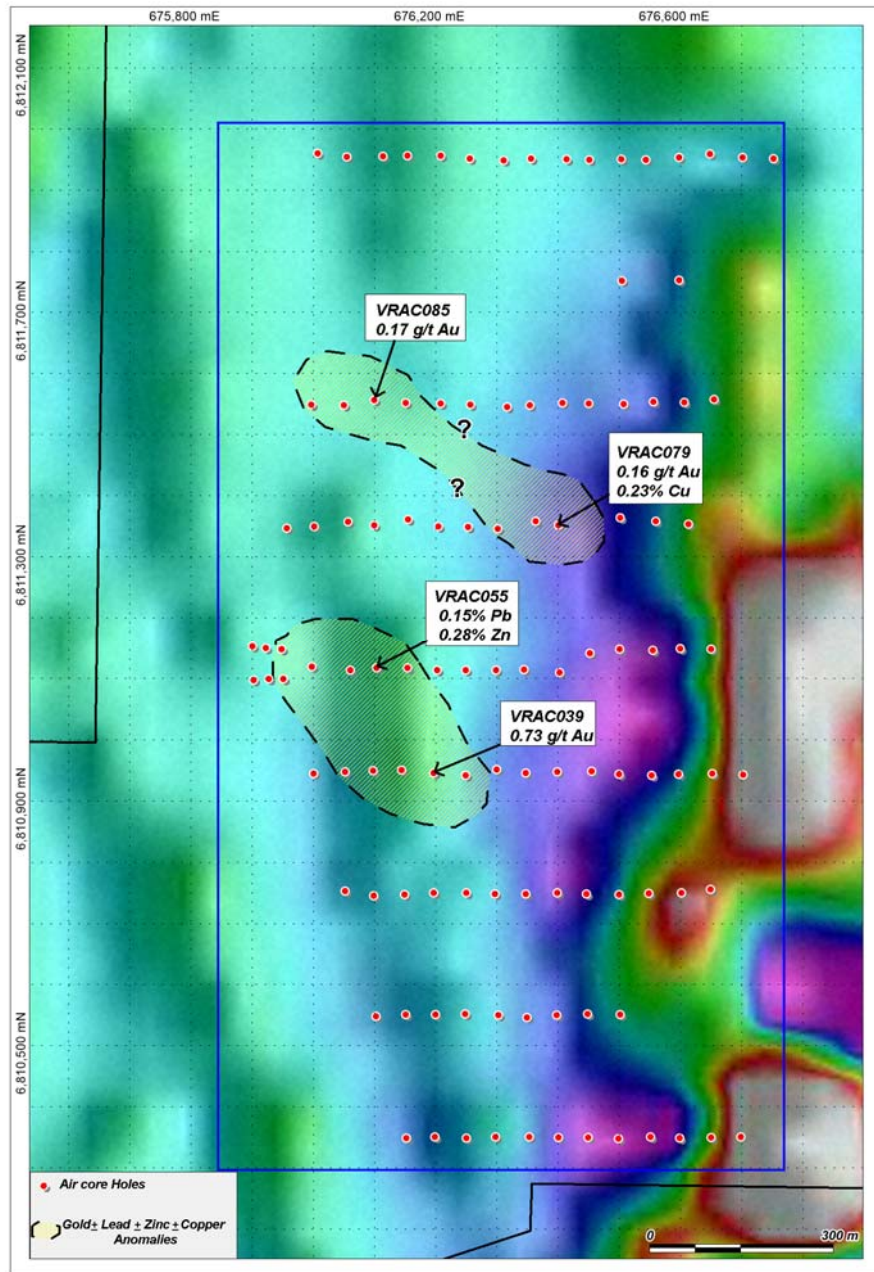 675,800 mE
676,200 mE
676,600 mE
6,812,100 mN
6,811,700 mN
6,811,300 mN
6,810,900 mN
6,810,500 mN
VRAC085
0.17 g/t Au
?
?
VRAC079
0.16 g/t Au
0.23% Cu
VRAC055
0.15% Pb
0.28% Zn
VRAC039
0.73 g/t Au
Air core Holes
Gold± Lead ± Zinc ± Copper
Anomalies
0 300 m